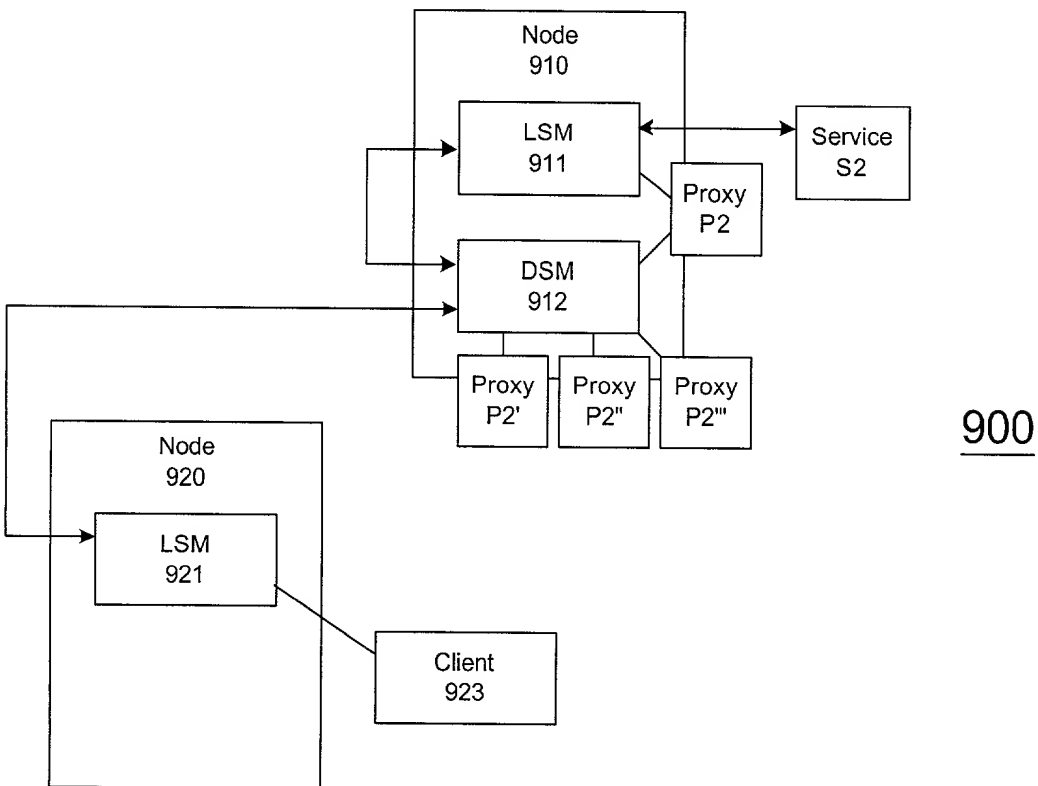 Node
910
LSM
911
Service
S2
Proxy
P2
DSM
912
Proxy
P2'
Proxy
P2"
Proxy
P2"'
900
Node
920
LSM
921
Client
923